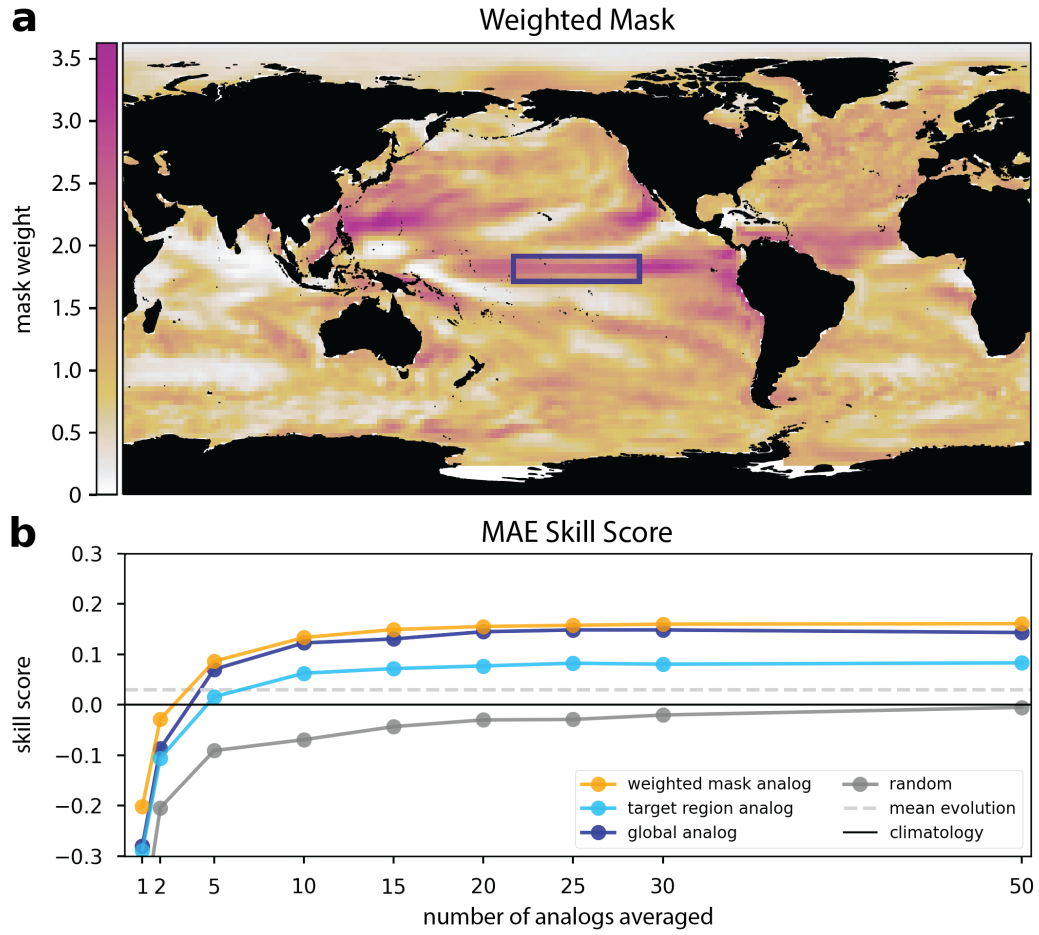 a
Weighted Mask
3.5
3.0
2.5
2.0
1.5
1.0
0.5
0
mask weight
b
MAE Skill Score
0.3
0.2
0.1
0.0
−0.1
−0.2
−0.3
skill score
weighted mask analog
target region analog
global analog
random
mean evolution
climatology
1 2 5 10 15 20 25 30 50
number of analogs averaged